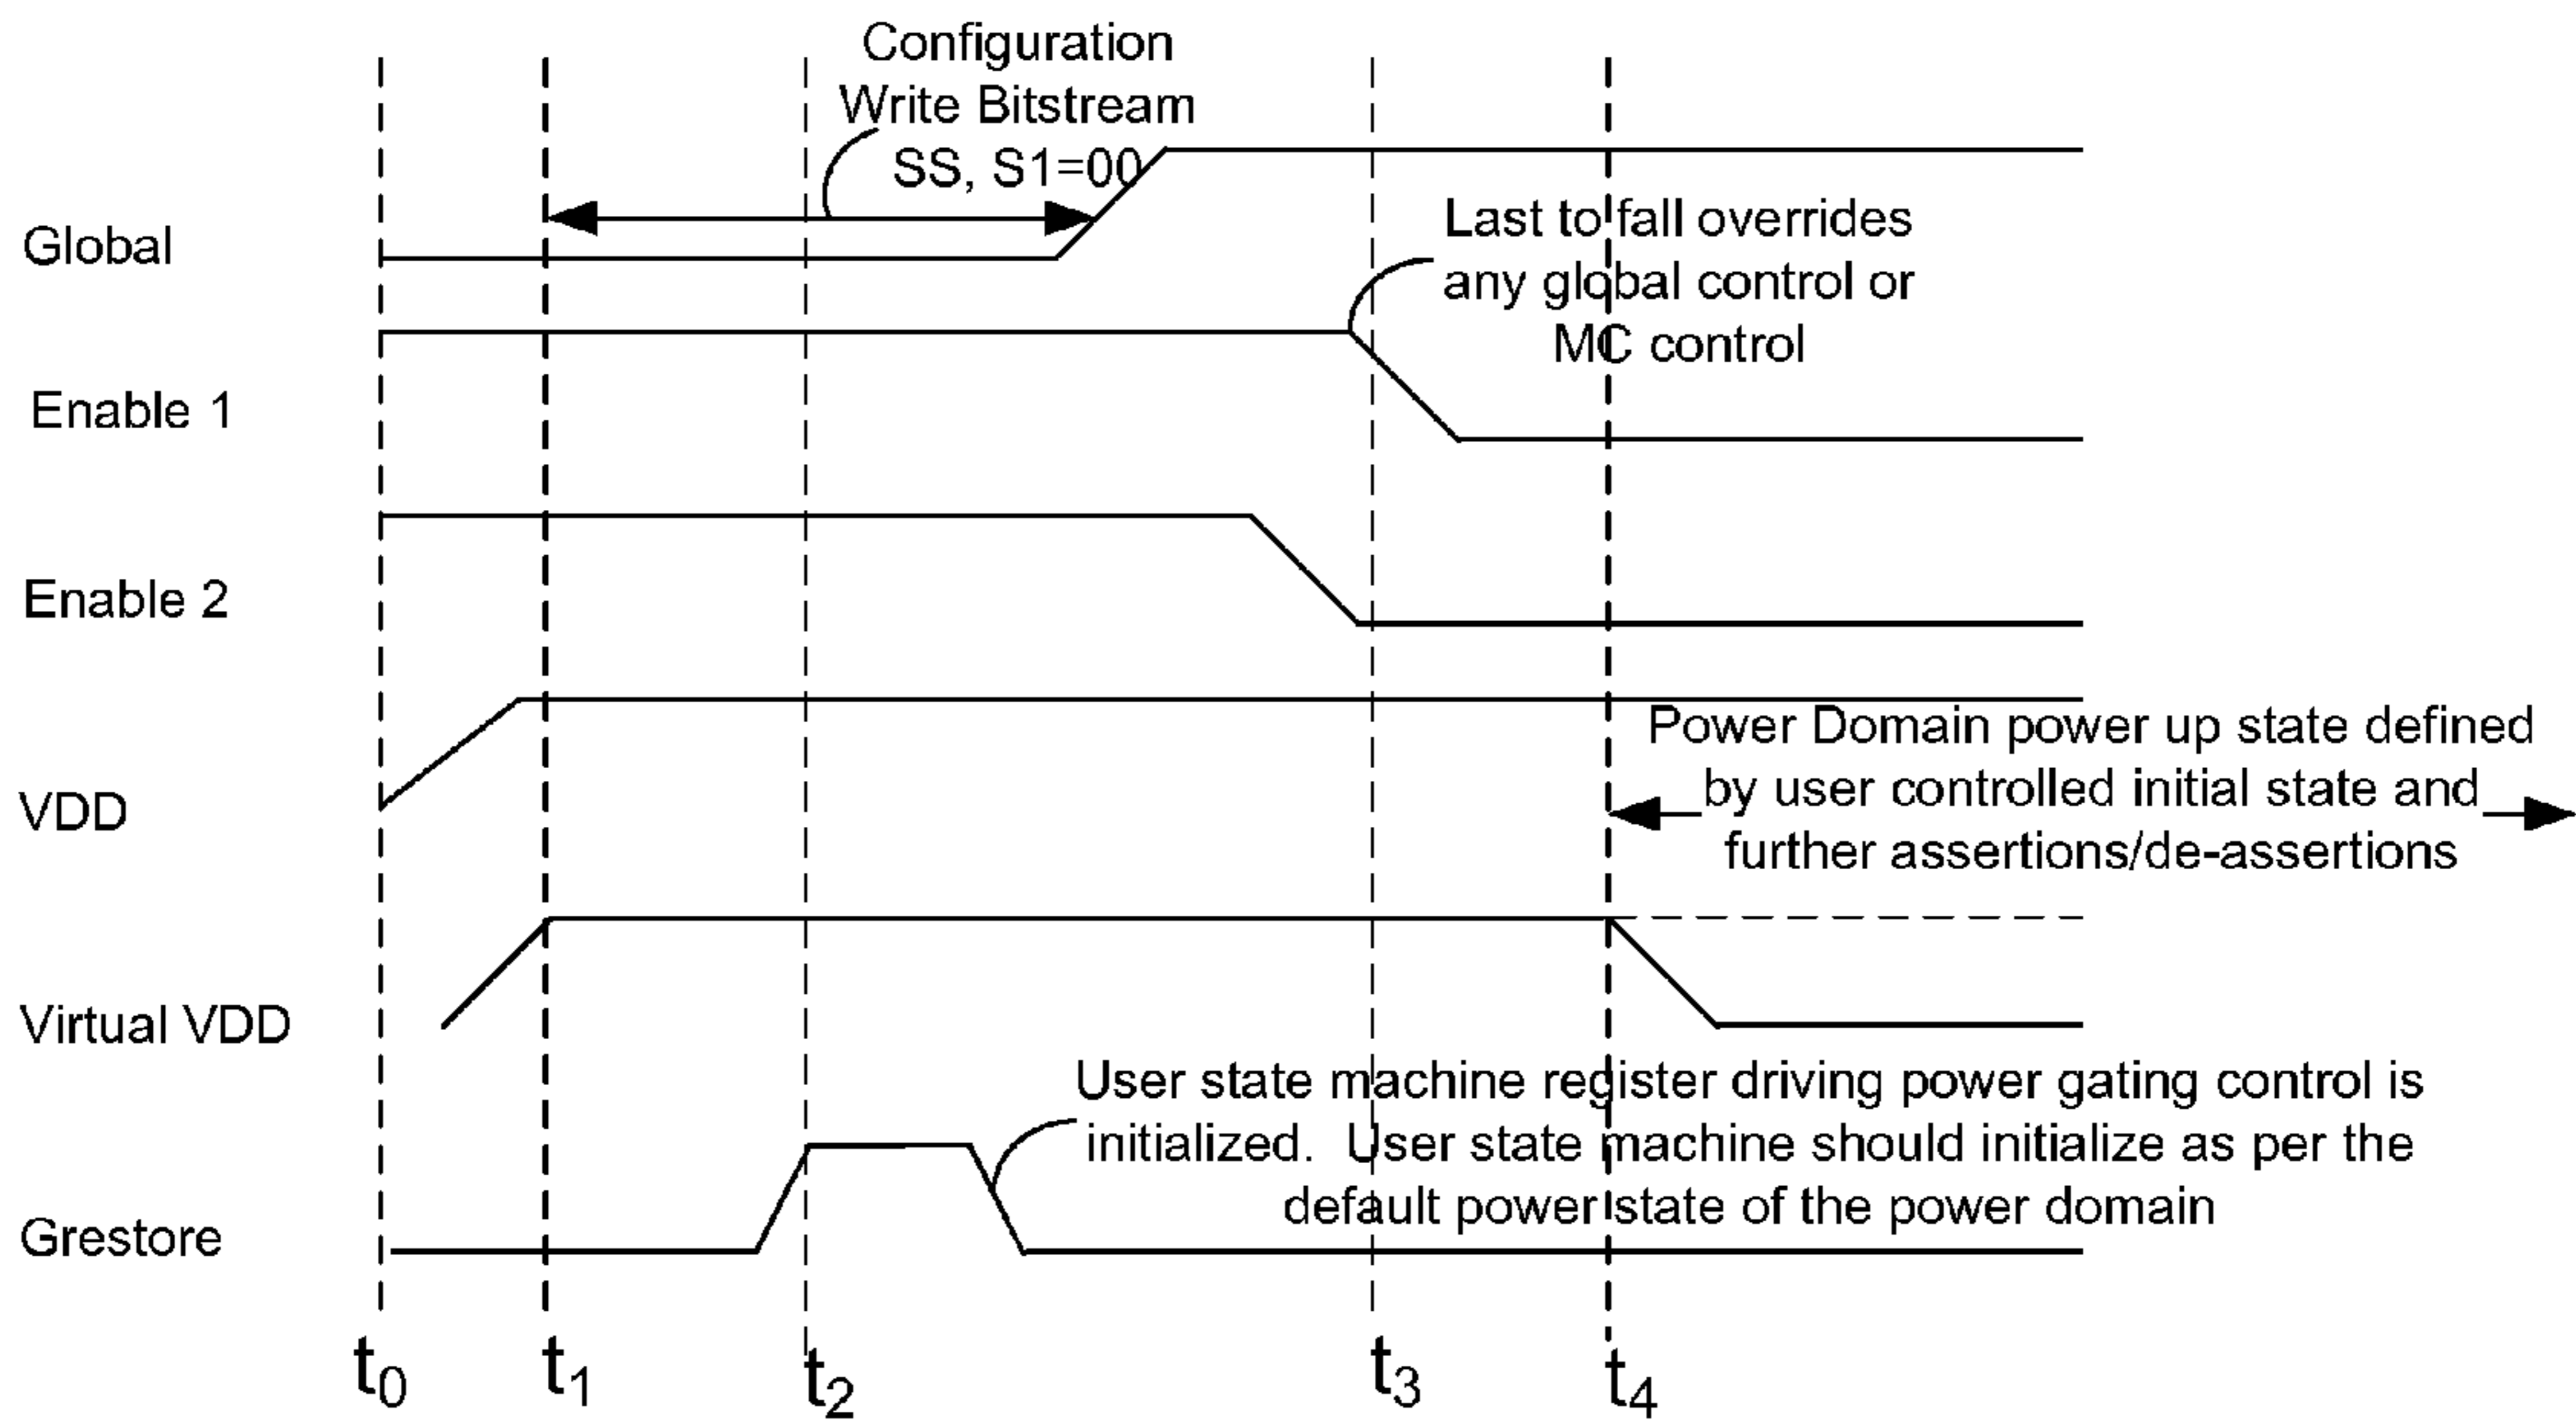 Configuration
Write Bitstream
SS, S1=00
Global
Last to fall overrides
any global control or
MC control
Enable 1
Enable 2
VDD
Power Domain power up state defined
by user controlled initial state and
further assertions/de-assertions
Virtual VDD
User state machine register driving power gating control is
initialized. User state machine should initialize as per the
default power state of the power domain
Grestore
t0 t1 t2 t3 t4